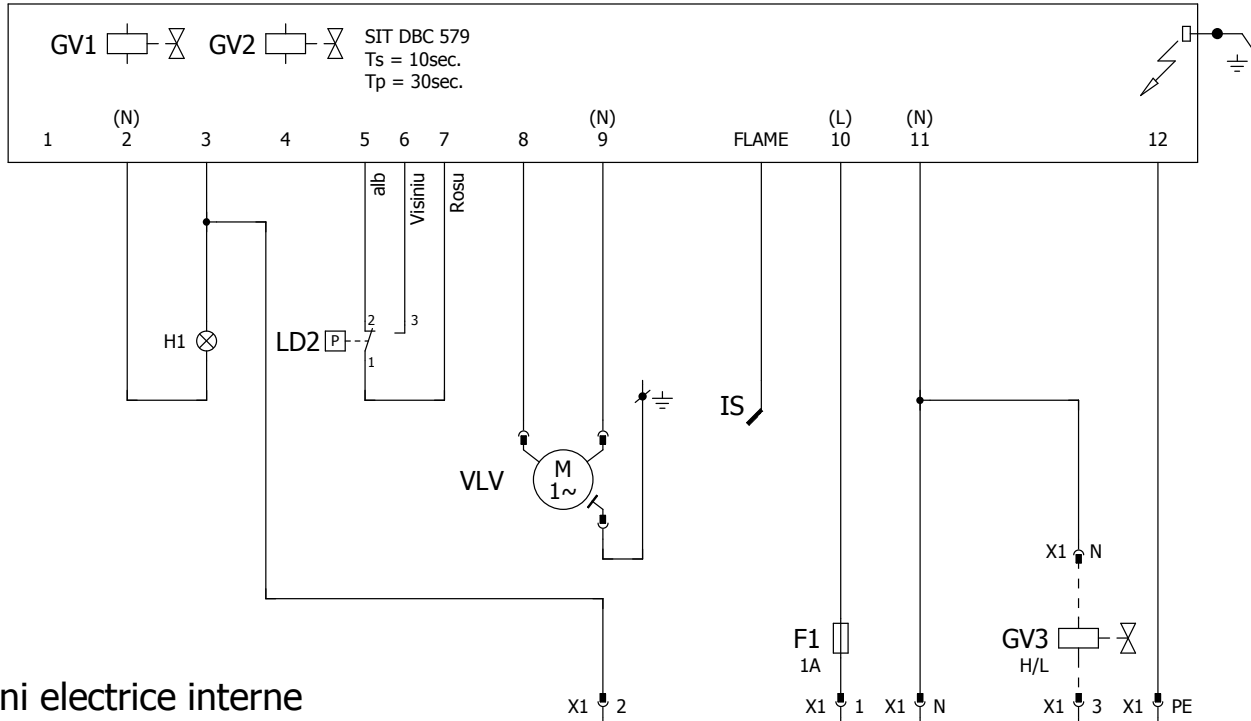 GV1 GV2 SIT DBC 579
Ts = 10sec.
Tp = 30sec.
(N) (N) (L) (N)
1 2 3 4 5 6 7 8 9 FLAME 10 11 12
alb
Visiniu
Rosu
H1 LD2 P 2 3
1
IS
VLV M
1~
X1 N
F1
1A
GV3
H/L
ni electrice interne
X1 2 X1 1 X1 N X1 3 X1 PE